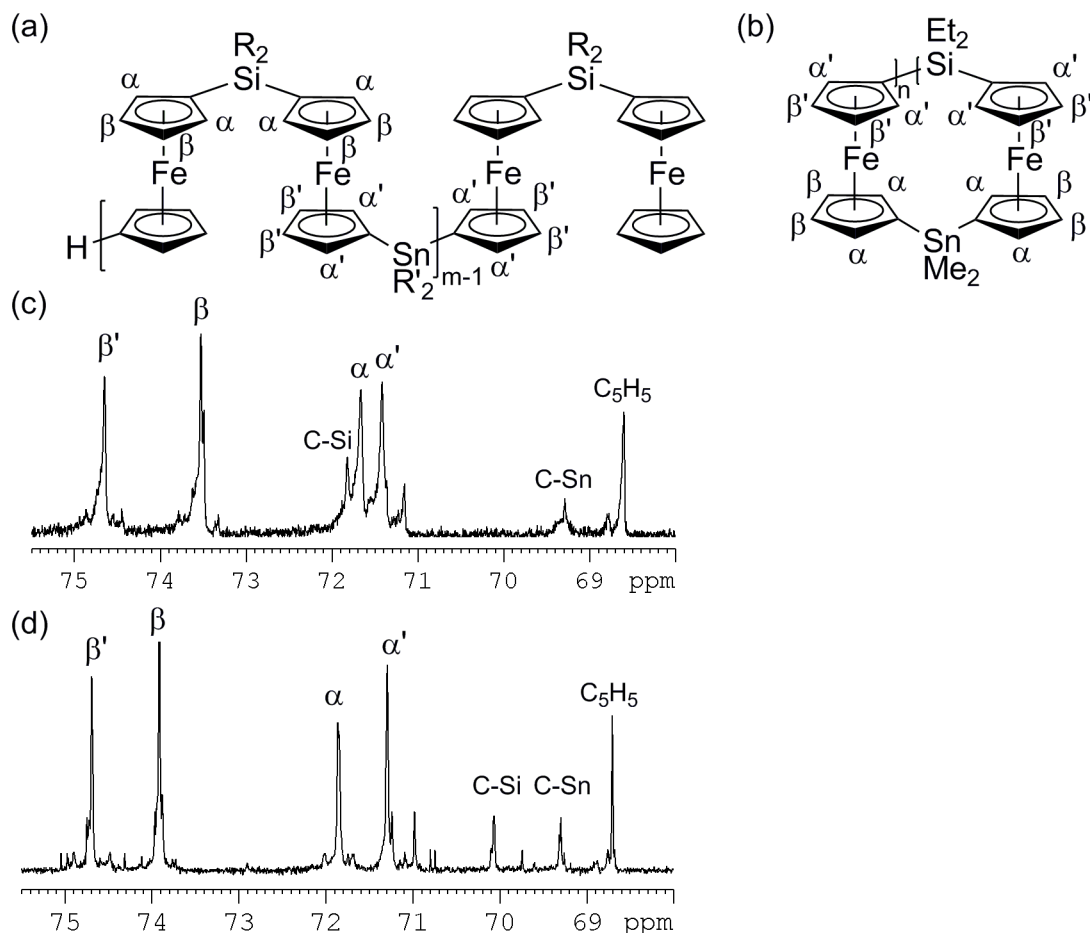 (a)
R2
Si
R2
Si
α
α
β
α
α
β
β
β
Fe
Fe
Fe
Fe
β'
α'
α'
β'
H
β'
Sn
β'
α'
R'2
m-1
α'
(b)
Et2
Si
α'
n
α'
β'
α'
α'
β'
β'
β'
Fe
Fe
β
α
α
β
β
Sn
β
α
Me2
α
(c)
β'
β
C-Si
α
α'
C-Sn
C5H5
75 74 73 72 71 70 69 ppm
(d)
β'
β
α
α'
C-Si
C-Sn
C5H5
75 74 73 72 71 70 69 ppm